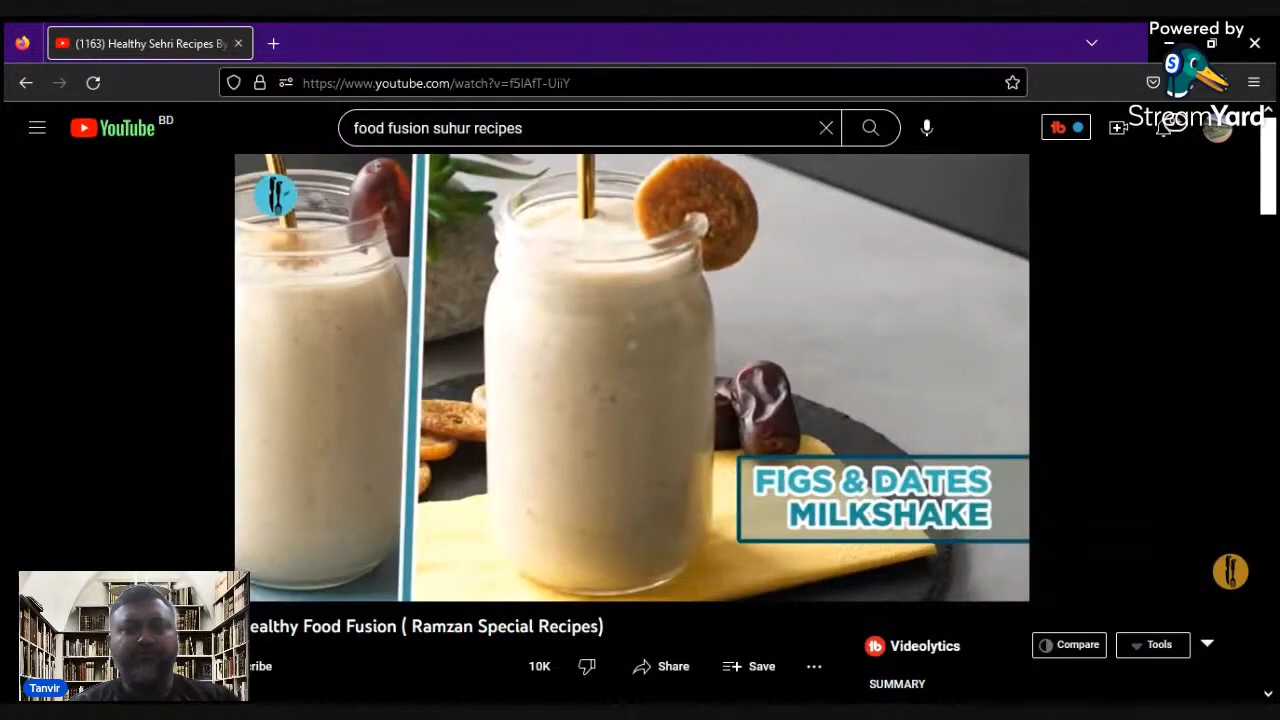 Powered by
StreamYard
(1163) Healthy Sehri Recipes By
https://www.youtube.com/watch?v=f5IAfT-UiiY
YouTube BD
food fusion suhur recipes
FIGS & DATES
MILKSHAKE
ealthy Food Fusion ( Ramzan Special Recipes)
ribe
10K
Share
Save
Videolytics
Compare
Tools
SUMMARY
Tanvir